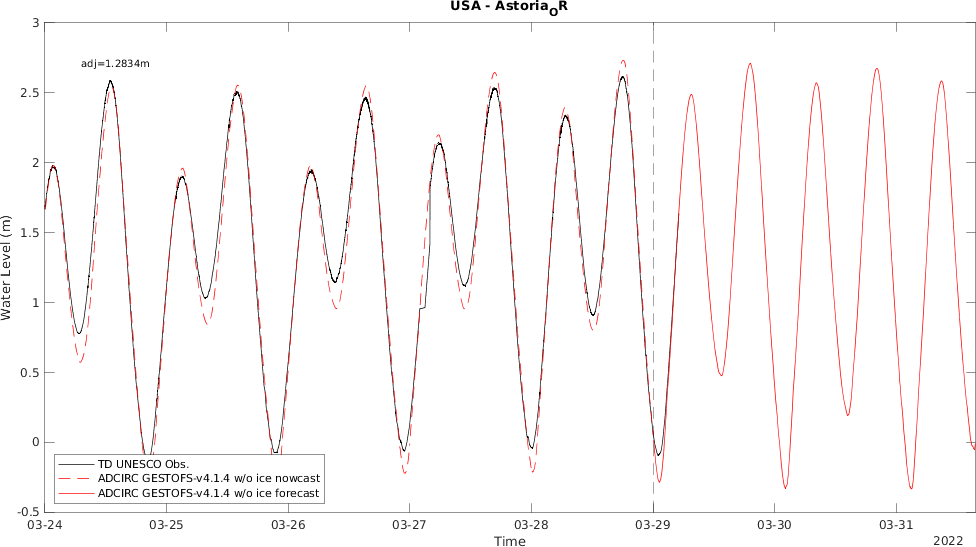 USA - AstoriaOR
adj=1.2834m
3
2.5
2
1.5
1
0.5
0
-0.5
Water Level (m)
TD UNESCO Obs.
ADCIRC GESTOFS-v4.1.4 w/o ice nowcast
ADCIRC GESTOFS-v4.1.4 w/o ice forecast
03-24 03-25 03-26 03-27 03-28 03-29 03-30 03-31
Time
2022